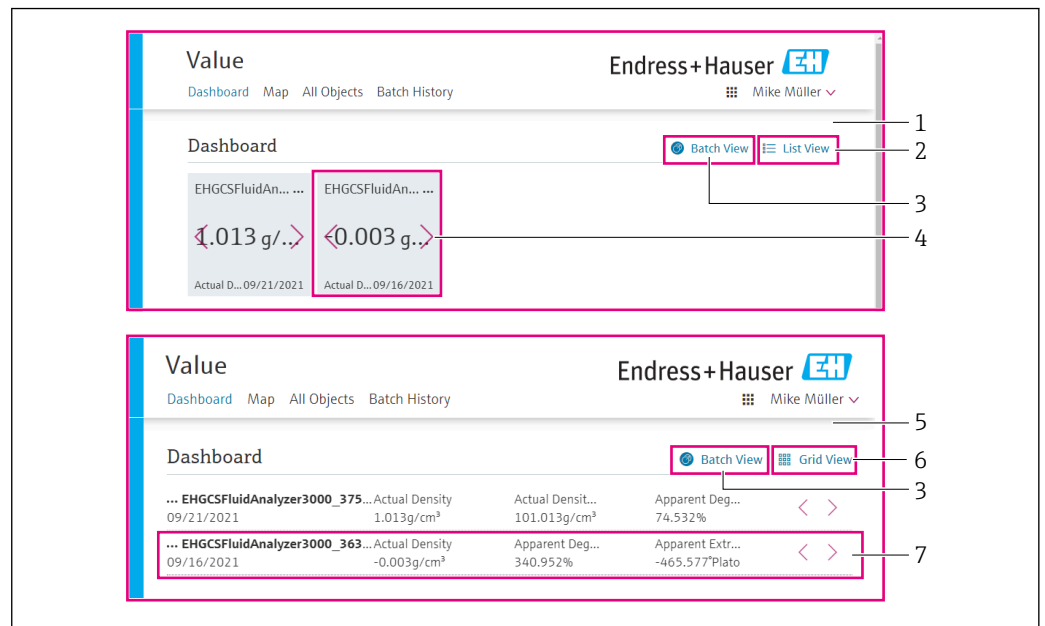 Value
Endress+Hauser EH
Dashboard Map All Objects Batch History
Mike Müller
1
Dashboard
Batch View
List View
2
EHGCSFluidAn... ...
EHGCSFluidAn... ...
3
1.013 g/...
-0.003 g...
4
Actual D... 09/21/2021
Actual D... 09/16/2021
Value
Endress+Hauser EH
Dashboard Map All Objects Batch History
Mike Müller
5
Dashboard
Batch View
Grid View
6
3
... EHGCSFluidAnalyzer3000_375... Actual Density Actual Densit... Apparent Deg...
09/21/2021 1.013g/cm³ 101.013g/cm³ 74.532%
... EHGCSFluidAnalyzer3000_363... Actual Density Apparent Deg... Apparent Extr...
09/16/2021 -0.003g/cm³ 340.952% -465.577°Plato
7